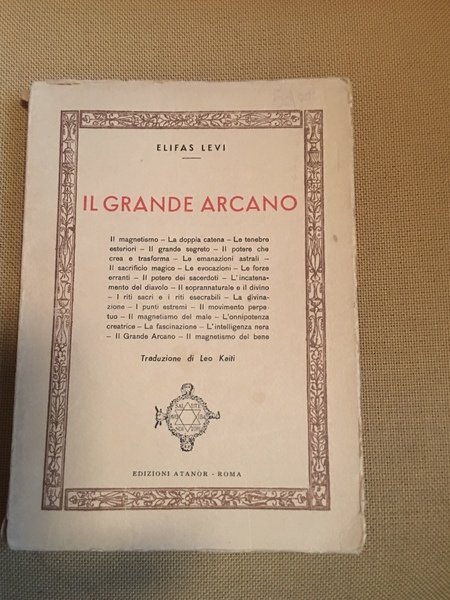 ELIFAS LEVI
IL GRANDE ARCANO
Il magnetismo – La doppia catena – Le tenebre
esteriori – Il grande segreto – Il potere che
crea e trasforma – Le emanazioni astrali –
Il sacrificio magico – Le evocazioni – Le forze
erranti – Il potere dei sacerdoti – L'incatena-
mento del diavolo – Il soprannaturale e il divino
– I riti sacri e i riti esecrabili – La divina-
zione – I punti estremi – Il movimento perpe-
tuo – Il magnetismo del male – L'onnipotenza
creatrice – La fascinazione – L'intelligenza nera
– Il Grande Arcano – Il magnetismo del bene
Traduzione di Leo Kaiti
EDIZIONI ATANOR - ROMA